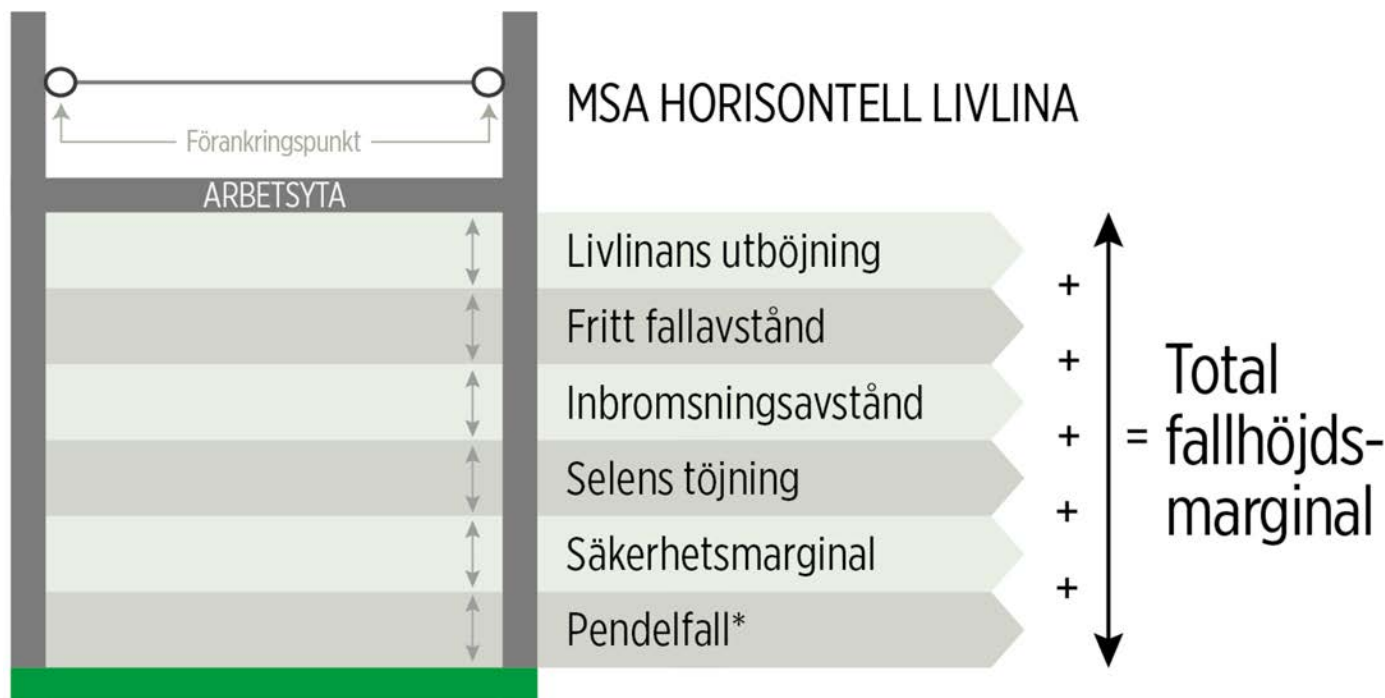 MSA HORISONTELL LIVLINA
Förankringspunkt
ARBETSYTA
Livlinans utböjning
+
Fritt fallavstånd
+
Inbromsningsavstånd
+
Selens töjning
+
Säkerhetsmarginal
+
Pendelfall*
= Total
fallhöjds-
marginal